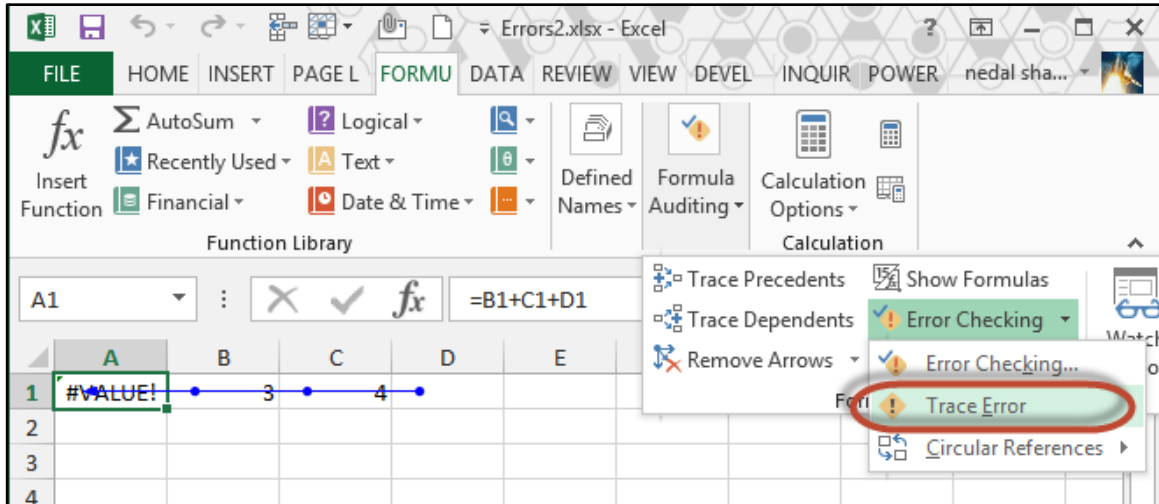 Errors2.xlsx - Excel
?
FILE HOME INSERT PAGE L FORMU DATA REVIEW VIEW DEVEL INQUIR POWER nedal sha...
fx
Insert
Function
Σ AutoSum
Recently Used
Financial
? Logical
A Text
Date & Time
θ
Defined
Names
Formula
Auditing
Calculation
Options
Function Library
Calculation
A1
fx
=B1+C1+D1
Trace Precedents
Trace Dependents
Remove Arrows
Show Formulas
Error Checking
Error Checking...
Trace Error
Circular References
A B C D E
1 #VALUE! 3 4
2
3
4